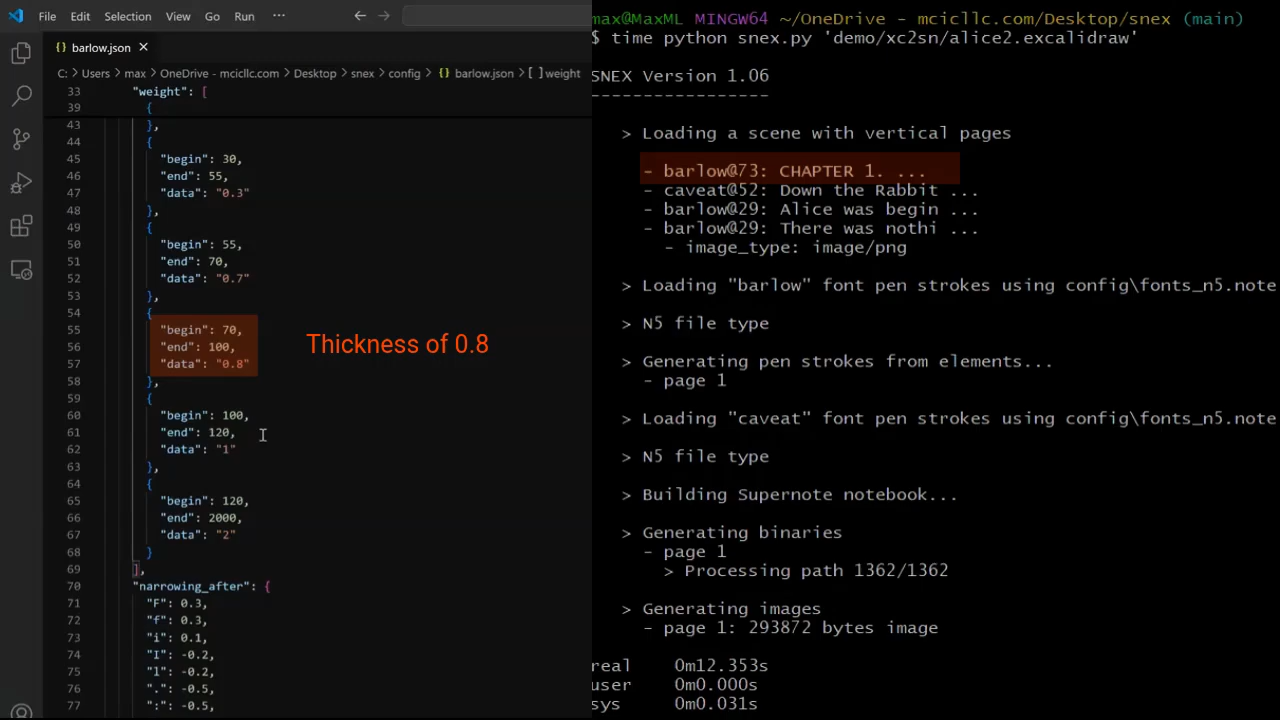 File Edit Selection View Go Run ···
{} barlow.json ×
C: > Users > max > OneDrive - mcicllc.com > Desktop > snex > config > {} barlow.json > [ ] weight
33 "weight": [
39 {
43 },
44 {
45 "begin": 30,
46 "end": 55,
47 "data": "0.3"
48 },
49 {
50 "begin": 55,
51 "end": 70,
52 "data": "0.7"
53 },
54 {
55 "begin": 70,
56 "end": 100,
57 "data": "0.8"
58 },
59 {
60 "begin": 100,
61 "end": 120,
62 "data": "1"
63 },
64 {
65 "begin": 120,
66 "end": 2000,
67 "data": "2"
68 }
69 ],
70 "narrowing_after": {
71 "F": 0.3,
72 "f": 0.3,
73 "i": 0.1,
74 "I": -0.2,
75 "l": -0.2,
76 ".": -0.5,
77 ":": -0.5,
Thickness of 0.8
max@MaxML MINGW64 ~/OneDrive - mcicllc.com/Desktop/snex (main)
$ time python snex.py 'demo/xc2sn/alice2.excalidraw'
SNEX Version 1.06
-----------------
> Loading a scene with vertical pages
- barlow@73: CHAPTER 1. ...
- caveat@52: Down the Rabbit ...
- barlow@29: Alice was begin ...
- barlow@29: There was nothi ...
- image_type: image/png
> Loading "barlow" font pen strokes using config\fonts_n5.note
> N5 file type
> Generating pen strokes from elements...
- page 1
> Loading "caveat" font pen strokes using config\fonts_n5.note
> N5 file type
> Building Supernote notebook...
> Generating binaries
- page 1
> Processing path 1362/1362
> Generating images
- page 1: 293872 bytes image
real 0m12.353s
user 0m0.000s
sys 0m0.031s